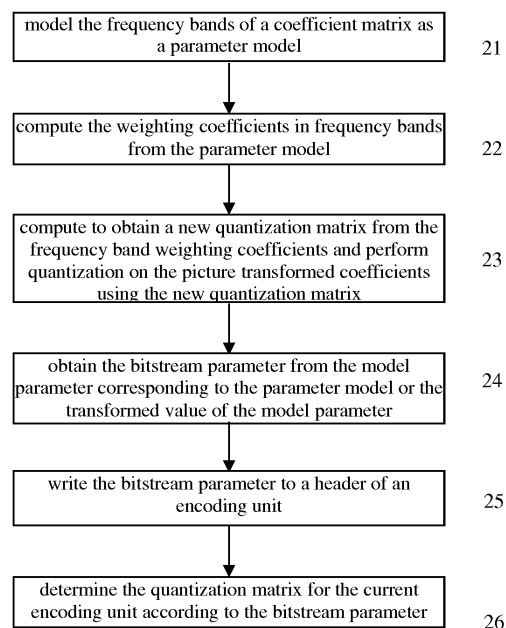 model the frequency bands of a coefficient matrix as
a parameter model
21
compute the weighting coefficients in frequency bands
from the parameter model
22
compute to obtain a new quantization matrix from the
frequency band weighting coefficients and perform
quantization on the picture transformed coefficients
using the new quantization matrix
23
obtain the bitstream parameter from the model
parameter corresponding to the parameter model or the
transformed value of the model parameter
24
write the bitstream parameter to a header of an
encoding unit
25
determine the quantization matrix for the current
encoding unit according to the bitstream parameter
26